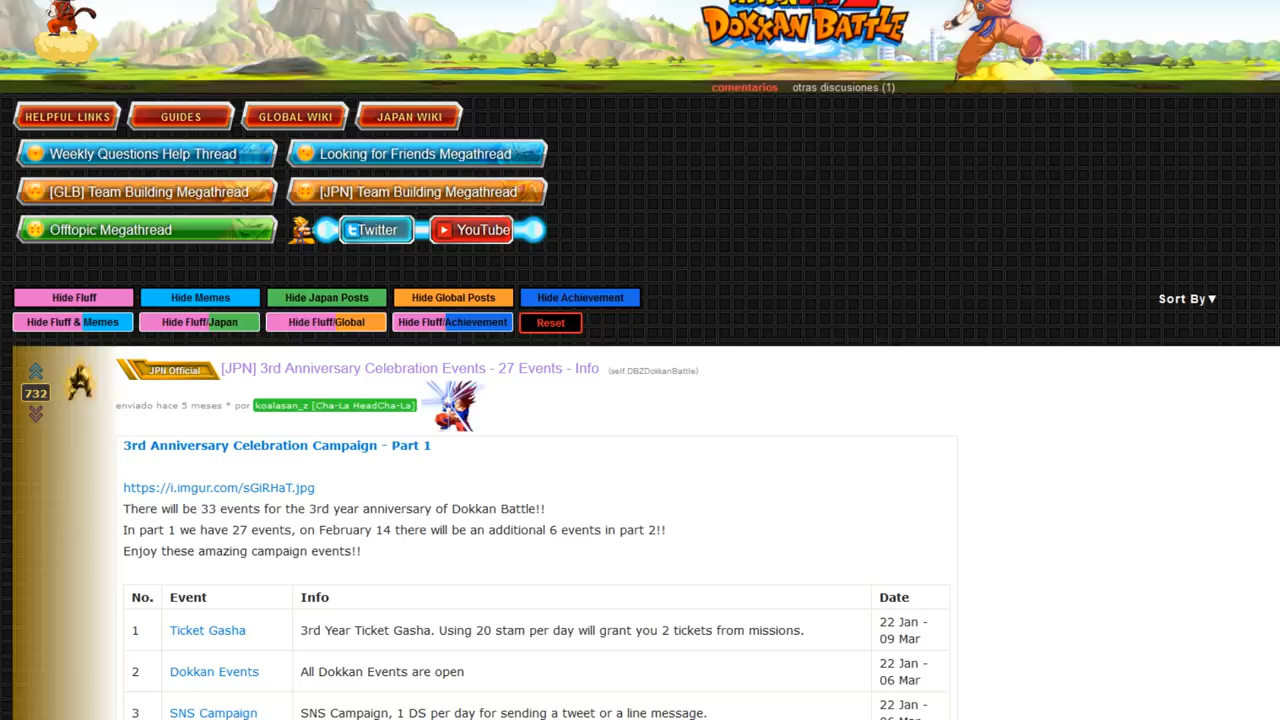 DOKKAN BATTLE
comentarios otras discusiones (1)
HELPFUL LINKS GUIDES GLOBAL WIKI JAPAN WIKI
Weekly Questions Help Thread Looking for Friends Megathread
[GLB] Team Building Megathread [JPN] Team Building Megathread
Offtopic Megathread Twitter YouTube
Hide Fluff Hide Memes Hide Japan Posts Hide Global Posts Hide Achievement
Sort By▼
Hide Fluff & Memes Hide Fluff/Japan Hide Fluff/Global Hide Fluff/Achievement Reset
JPN Official [JPN] 3rd Anniversary Celebration Events - 27 Events - Info (self.DBZDokkanBattle)
732
enviado hace 5 meses * por koalasan_z [Cha-La HeadCha-La]
3rd Anniversary Celebration Campaign - Part 1
https://i.imgur.com/sGiRHaT.jpg
There will be 33 events for the 3rd year anniversary of Dokkan Battle!!
In part 1 we have 27 events, on February 14 there will be an additional 6 events in part 2!!
Enjoy these amazing campaign events!!
No. Event Info Date
1 Ticket Gasha 3rd Year Ticket Gasha. Using 20 stam per day will grant you 2 tickets from missions. 22 Jan -
09 Mar
2 Dokkan Events All Dokkan Events are open 22 Jan -
06 Mar
3 SNS Campaign SNS Campaign, 1 DS per day for sending a tweet or a line message. 22 Jan -